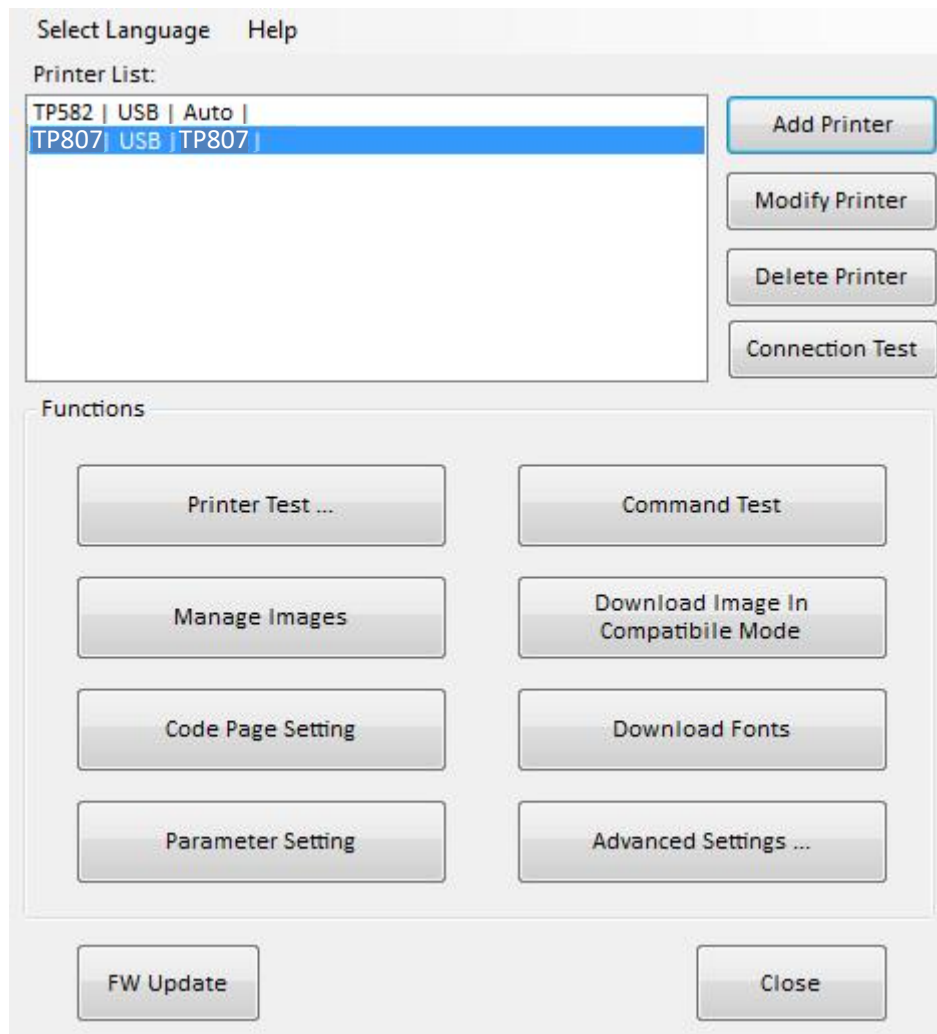 Select Language Help
Printer List:
TP582 | USB | Auto |
TP807| USB | TP807 |
Add Printer
Modify Printer
Delete Printer
Connection Test
Functions
Printer Test ...
Command Test
Manage Images
Download Image In
Compatibile Mode
Code Page Setting
Download Fonts
Parameter Setting
Advanced Settings ...
FW Update
Close